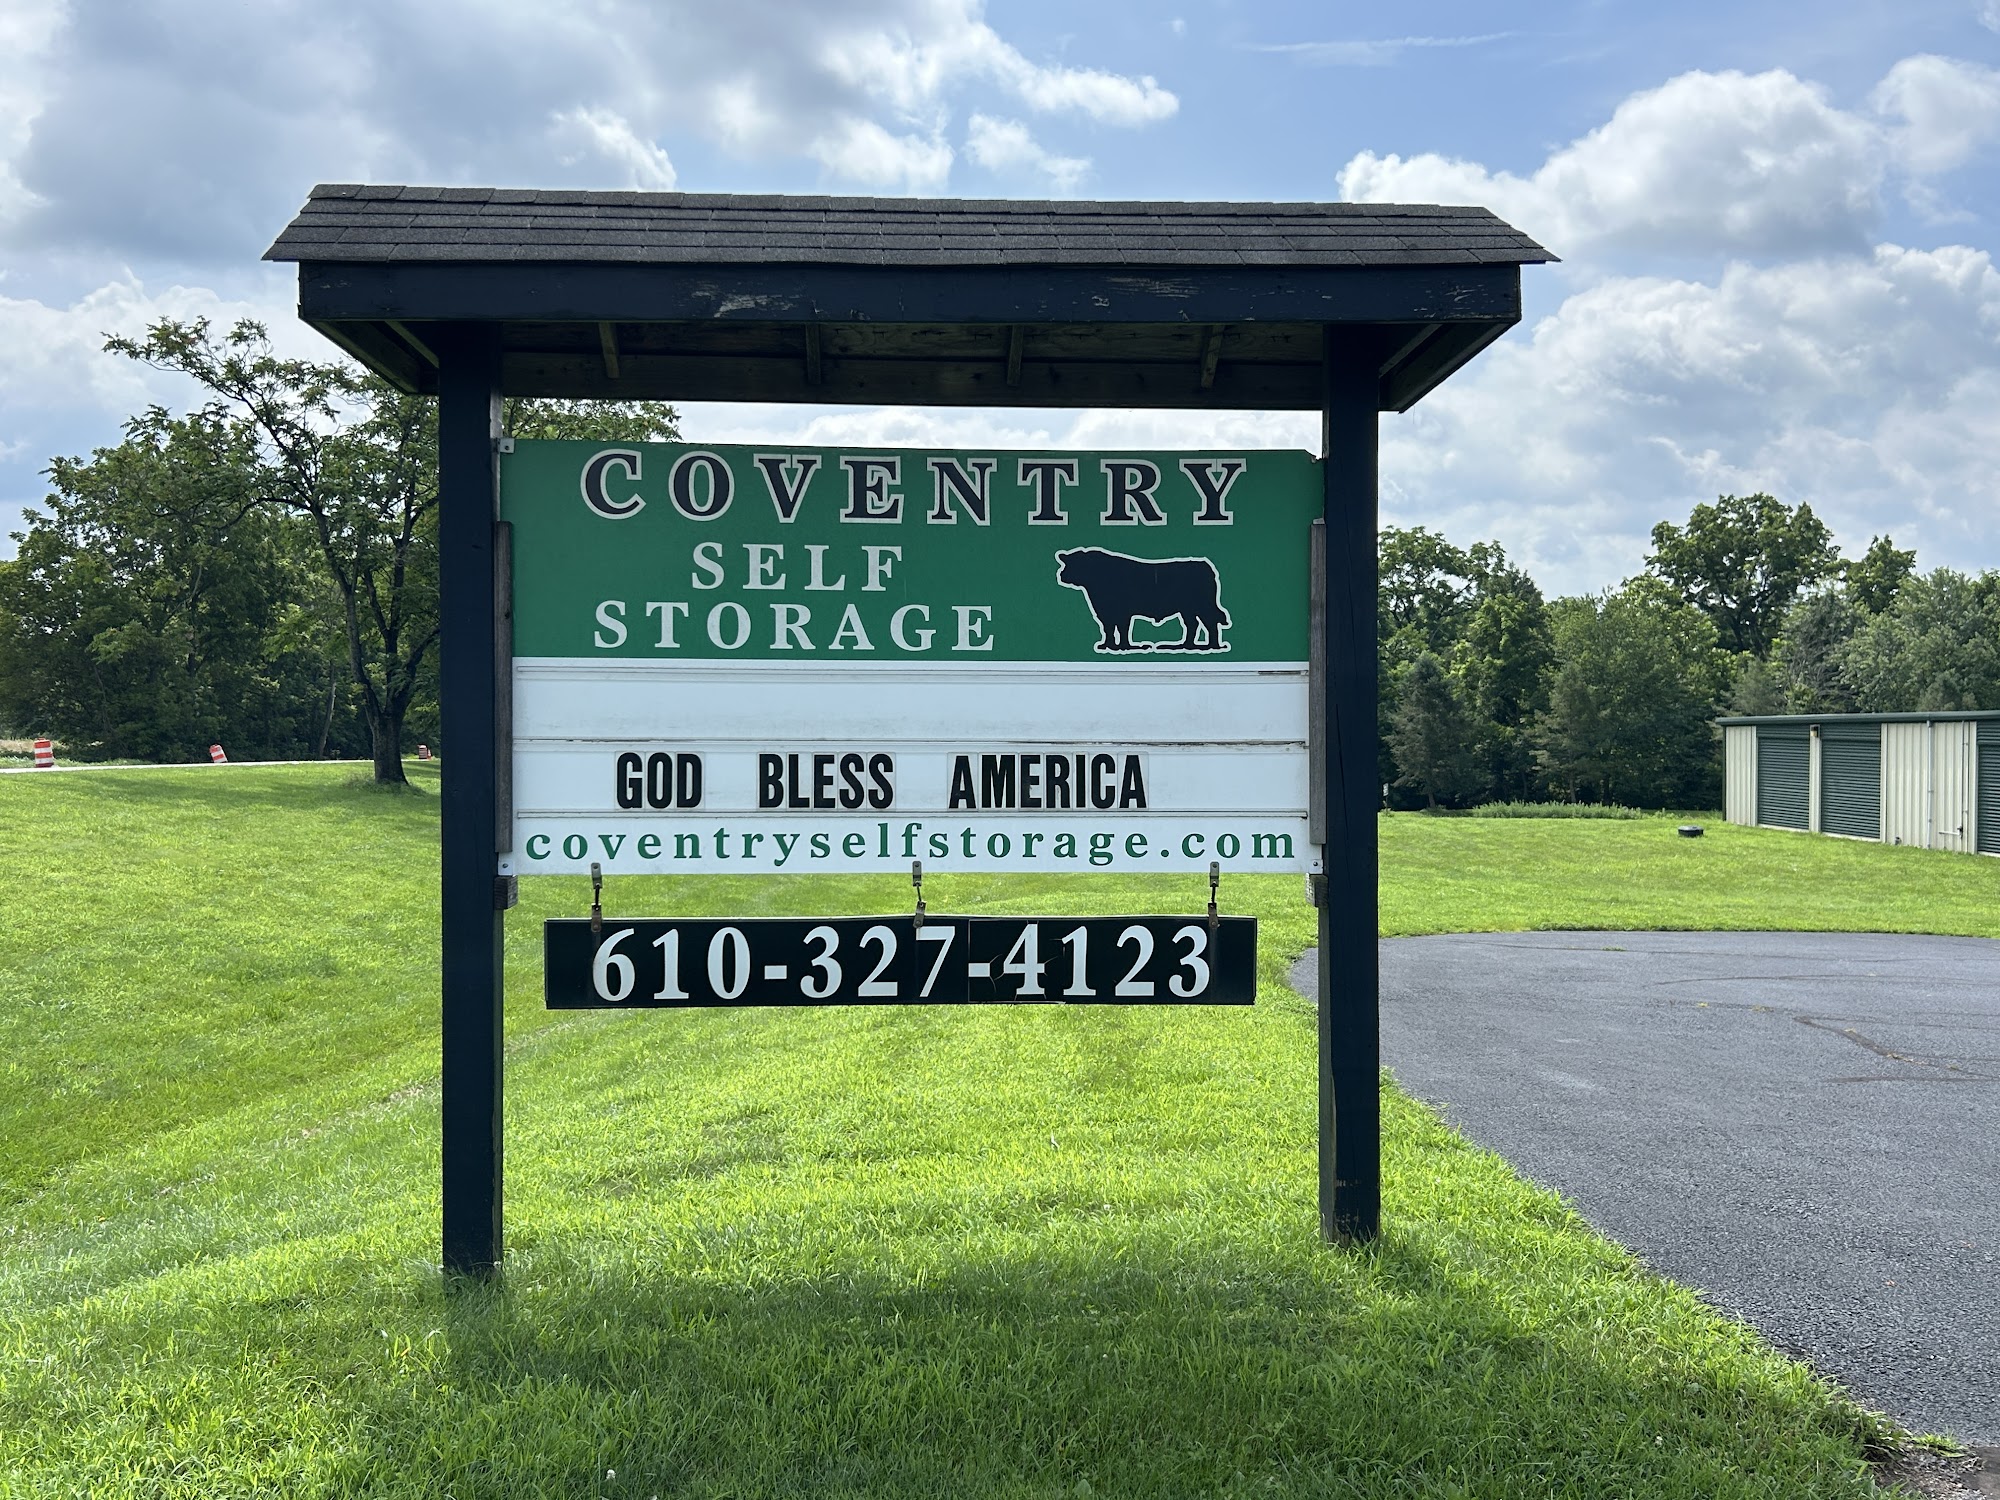 COVENTRY
SELF
STORAGE
GOD BLESS AMERICA
coventryselfstorage.com
610-327-4123